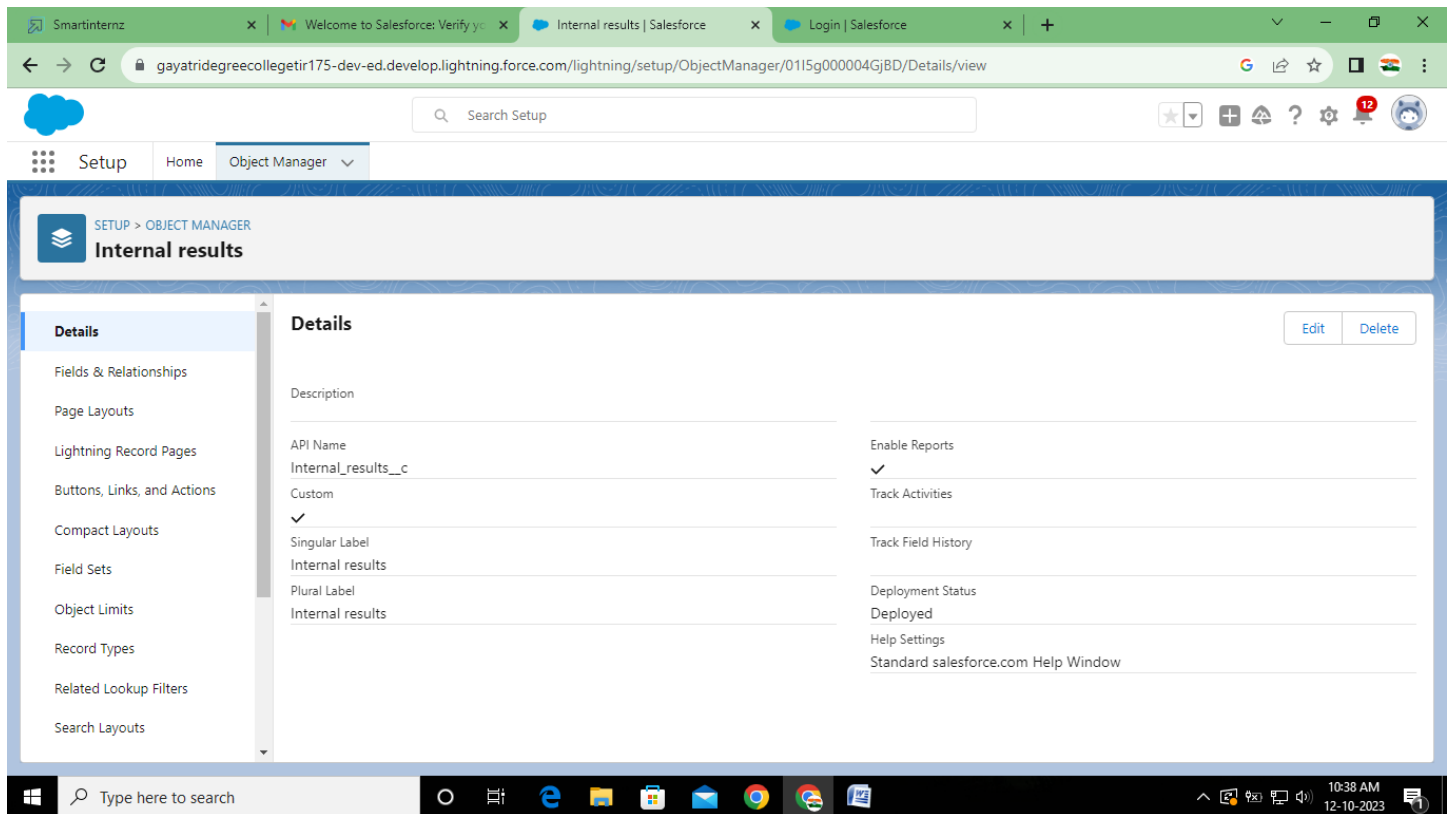 Smartinternz
Welcome to Salesforce: Verify yo
Internal results | Salesforce
Login | Salesforce
gayatridegreecollegetir175-dev-ed.develop.lightning.force.com/lightning/setup/ObjectManager/01I5g000004GjBD/Details/view
Search Setup
12
Setup
Home
Object Manager
SETUP > OBJECT MANAGER
Internal results
Details
Fields & Relationships
Page Layouts
Lightning Record Pages
Buttons, Links, and Actions
Compact Layouts
Field Sets
Object Limits
Record Types
Related Lookup Filters
Search Layouts
Details
Edit
Delete
Description
API Name
Internal_results__c
Custom
Singular Label
Internal results
Plural Label
Internal results
Enable Reports
Track Activities
Track Field History
Deployment Status
Deployed
Help Settings
Standard salesforce.com Help Window
Type here to search
10:38 AM
12-10-2023
1